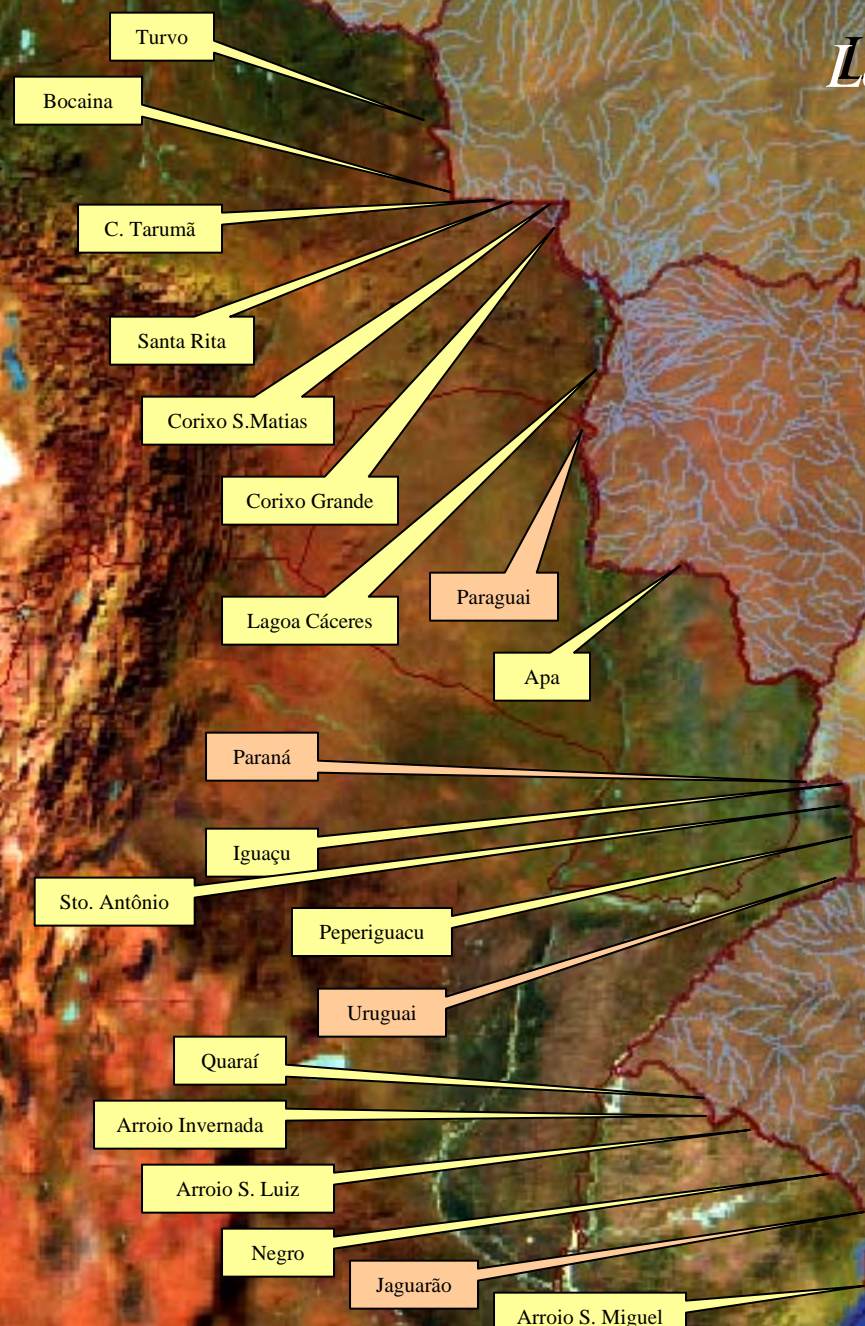 Turvo
Bocaina
C. Tarumã
Santa Rita
Corixo S.Matias
Corixo Grande
Lagoa Cáceres
Paraguai
Apa
Paraná
Iguaçu
Sto. Antônio
Peperiguacu
Uruguai
Quaraí
Arroio Invernada
Arroio S. Luiz
Negro
Jaguarão
Arroio S. Miguel